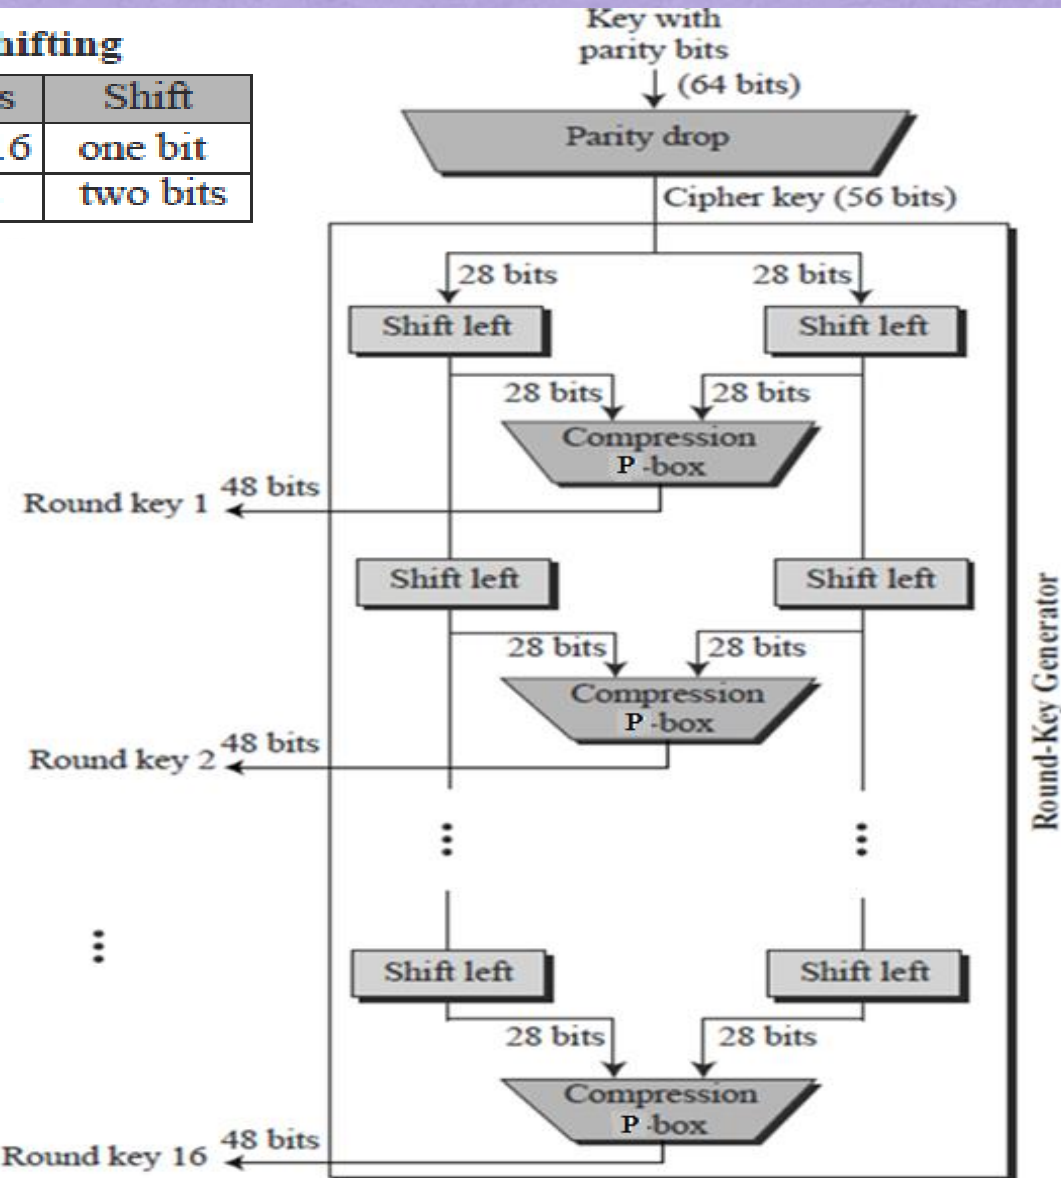 Key with
parity bits
(64 bits)
Shift
one bit
two bits
Parity drop
Cipher key (56 bits)
28 bits 28 bits
Shift left Shift left
28 bits 28 bits
Compression
P -box
48 bits
Round key 1
Shift left Shift left
28 bits 28 bits
Compression
P -box
48 bits
Round key 2
Round-Key Generator
Shift left Shift left
28 bits 28 bits
Compression
P -box
48 bits
Round key 16